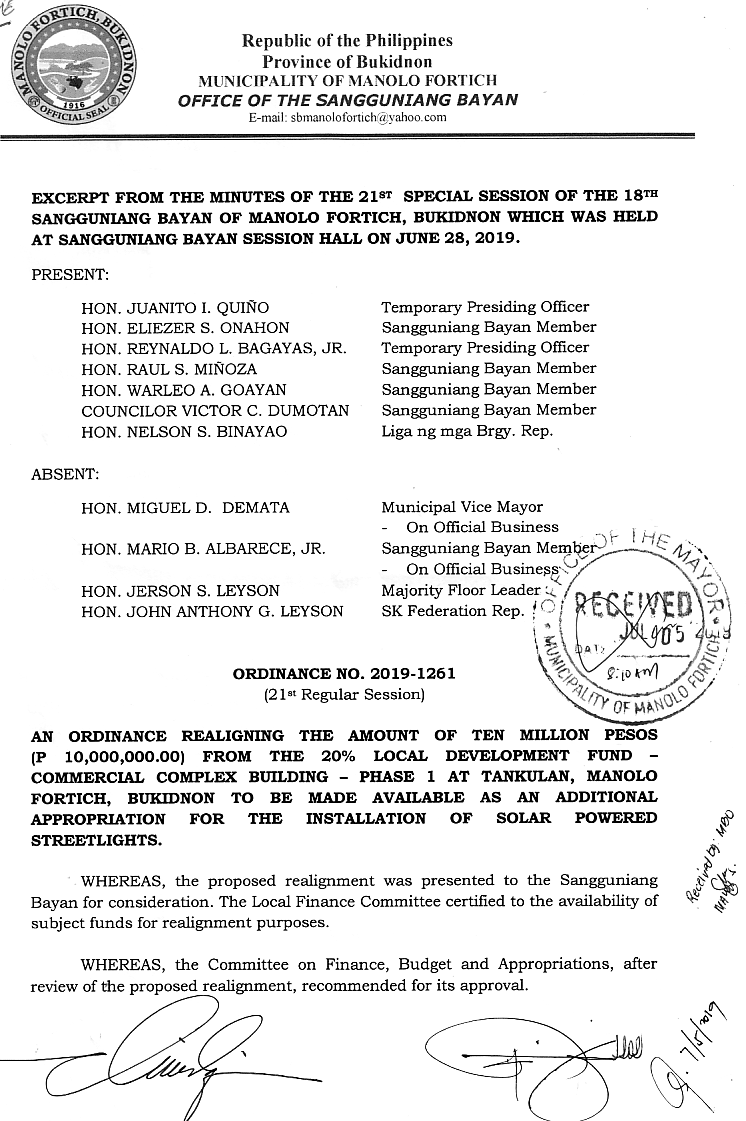 MANOLO FORTICH, BUKIDNON
1916
OFFICIAL SEAL
Republic of the Philippines
Province of Bukidnon
MUNICIPALITY OF MANOLO FORTICH
OFFICE OF THE SANGGUNIANG BAYAN
E-mail: sbmanolofortich@yahoo.com
EXCERPT FROM THE MINUTES OF THE 21ST SPECIAL SESSION OF THE 18TH
SANGGUNIANG BAYAN OF MANOLO FORTICH, BUKIDNON WHICH WAS HELD
AT SANGGUNIANG BAYAN SESSION HALL ON JUNE 28, 2019.
PRESENT:
HON. JUANITO I. QUIÑO Temporary Presiding Officer
HON. ELIEZER S. ONAHON Sangguniang Bayan Member
HON. REYNALDO L. BAGAYAS, JR. Temporary Presiding Officer
HON. RAUL S. MIÑOZA Sangguniang Bayan Member
HON. WARLEO A. GOAYAN Sangguniang Bayan Member
COUNCILOR VICTOR C. DUMOTAN Sangguniang Bayan Member
HON. NELSON S. BINAYAO Liga ng mga Brgy. Rep.
ABSENT:
HON. MIGUEL D. DEMATA Municipal Vice Mayor
- On Official Business
HON. MARIO B. ALBARECE, JR. Sangguniang Bayan Member
- On Official Business
HON. JERSON S. LEYSON Majority Floor Leader
HON. JOHN ANTHONY G. LEYSON SK Federation Rep.
OFFICE OF THE MAYOR
RECEIVED
DATE JUL 05
8:10 AM
MUNICIPALITY OF MANOLO FORTICH
ORDINANCE NO. 2019-1261
(21st Regular Session)
AN ORDINANCE REALIGNING THE AMOUNT OF TEN MILLION PESOS
(P 10,000,000.00) FROM THE 20% LOCAL DEVELOPMENT FUND –
COMMERCIAL COMPLEX BUILDING – PHASE 1 AT TANKULAN, MANOLO
FORTICH, BUKIDNON TO BE MADE AVAILABLE AS AN ADDITIONAL
APPROPRIATION FOR THE INSTALLATION OF SOLAR POWERED
STREETLIGHTS.
Received by: MBO
WHEREAS, the proposed realignment was presented to the Sangguniang
Bayan for consideration. The Local Finance Committee certified to the availability of
subject funds for realignment purposes.
WHEREAS, the Committee on Finance, Budget and Appropriations, after
review of the proposed realignment, recommended for its approval.
7/5/2019